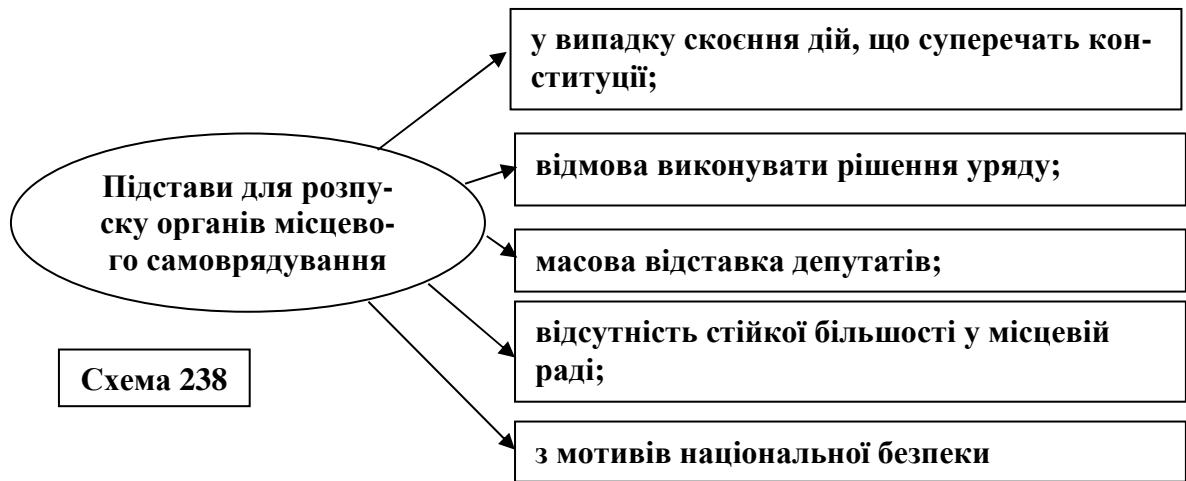 у випадку скоєння дій, що суперечать кон-
ституції;
відмова виконувати рішення уряду;
Підстави для розпу-
ску органів місцево-
го самоврядування
масова відставка депутатів;
відсутність стійкої більшості у місцевій
раді;
Схема 238
з мотивів національної безпеки